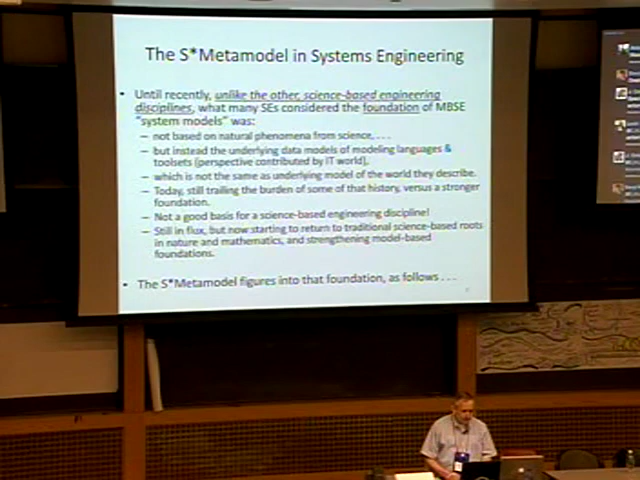 The S*Metamodel in Systems Engineering
• Until recently, unlike the other, science-based engineering
disciplines, what many SEs considered the foundation of MBSE
"system models" was:
– not based on natural phenomena from science, . . .
– but instead the underlying data models of modeling languages &
toolsets (perspective contributed by IT world),
– which is not the same as underlying model of the world they describe.
– Today, still trailing the burden of some of that history, versus a stronger
foundation.
– Not a good basis for a science-based engineering discipline!
– Still in flux, but now starting to return to traditional science-based roots
in nature and mathematics, and strengthening model-based
foundations.
• The S*Metamodel figures into that foundation, as follows . . . .